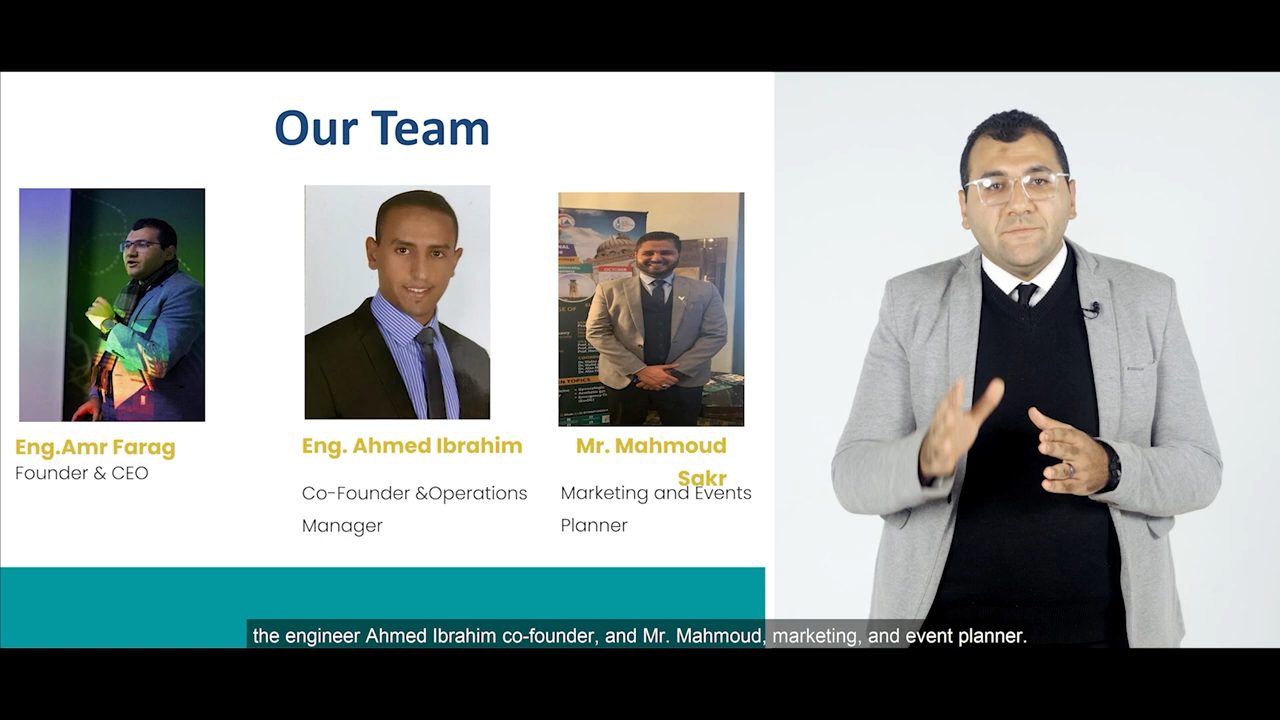 Our Team
Eng.Amr Farag
Founder & CEO
Eng. Ahmed Ibrahim
Co-Founder &Operations
Manager
Mr. Mahmoud
Sakr
Marketing and Events
Planner
the engineer Ahmed Ibrahim co-founder, and Mr. Mahmoud, marketing, and event planner.